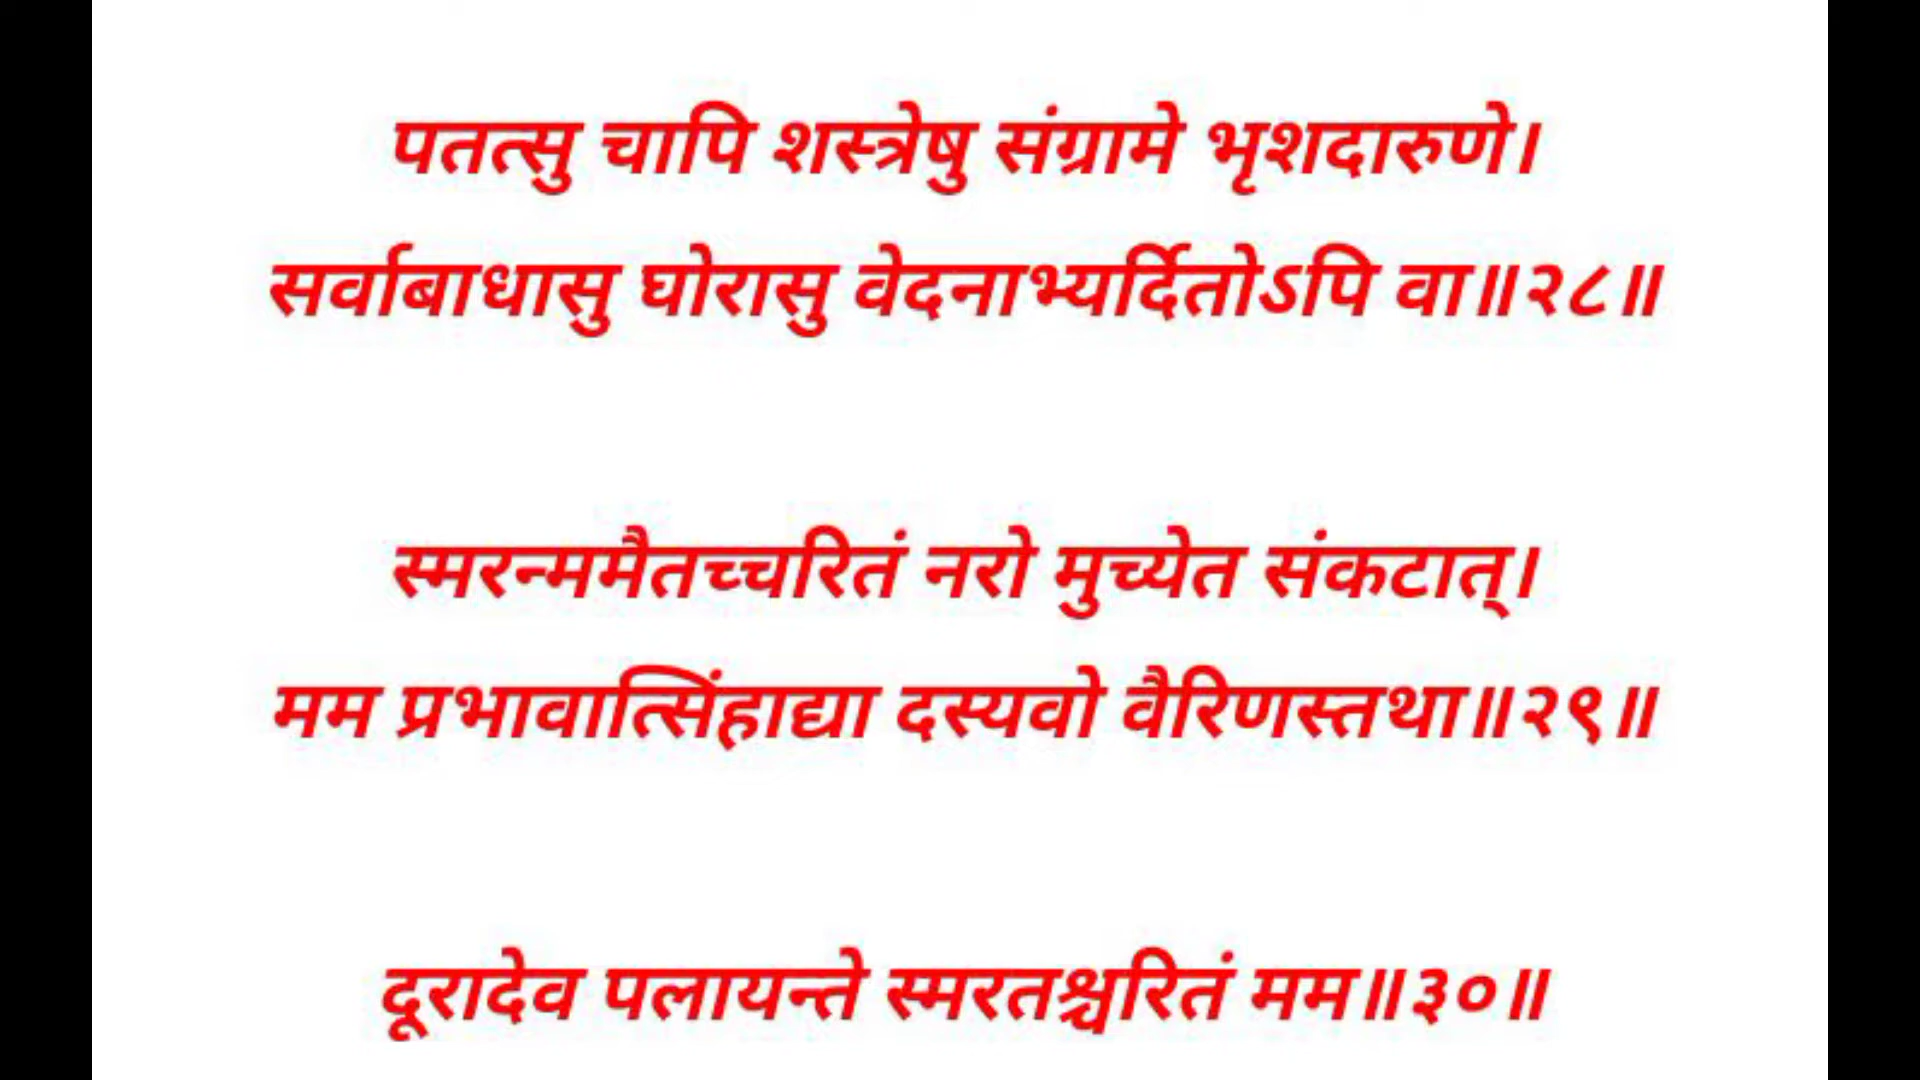 पतत्सु चापि शस्त्रेषु संग्रामे भृशदारुणे।
सर्वाबाधासु घोरासु वेदनाभ्यर्दितोऽपि वा॥२८॥
स्मरन्ममैतच्चरितं नरो मुच्येत संकटात्।
मम प्रभावात्सिंहाद्या दस्यवो वैरिणस्तथा॥२९॥
दूरादेव पलायन्ते स्मरतश्चरितं मम॥३०॥